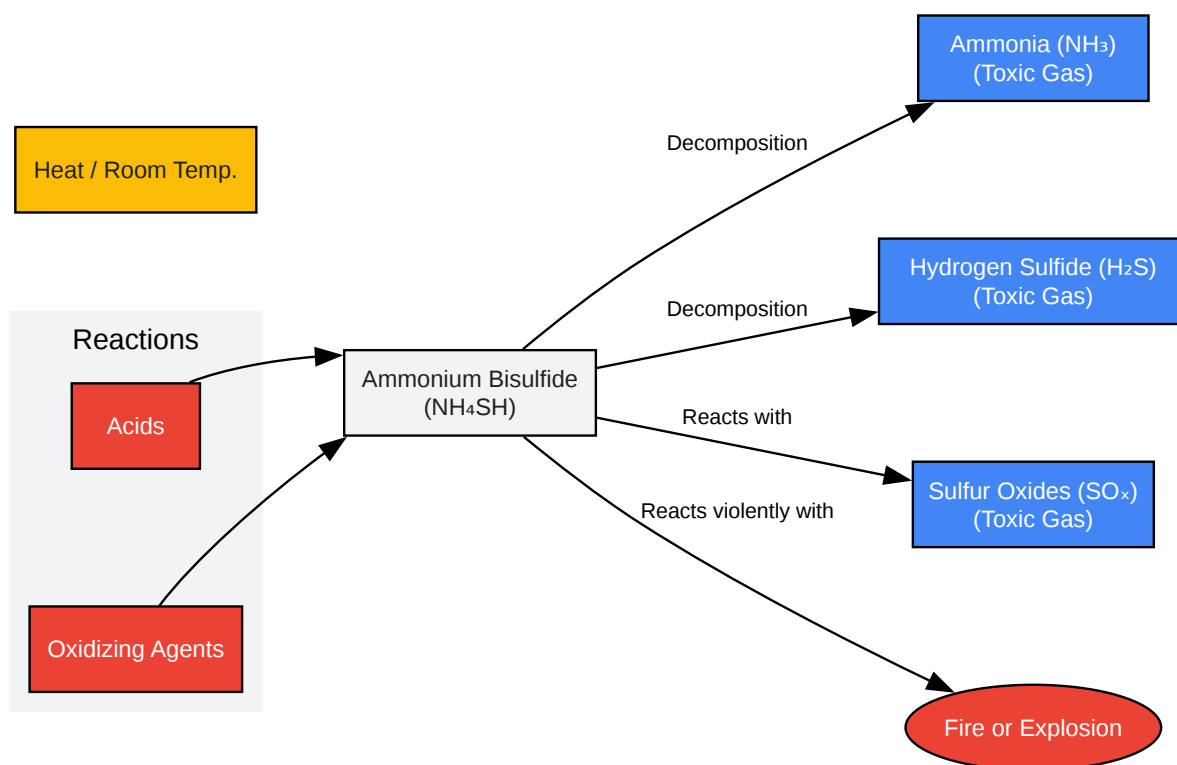 Ammonia (NH₃)
(Toxic Gas)
Decomposition
Heat / Room Temp.
Hydrogen Sulfide (H₂S)
(Toxic Gas)
Decomposition
Reactions
Acids
Ammonium Bisulfide
(NH₄SH)
Reacts with
Sulfur Oxides (SOₓ)
(Toxic Gas)
Reacts violently with
Oxidizing Agents
Fire or Explosion